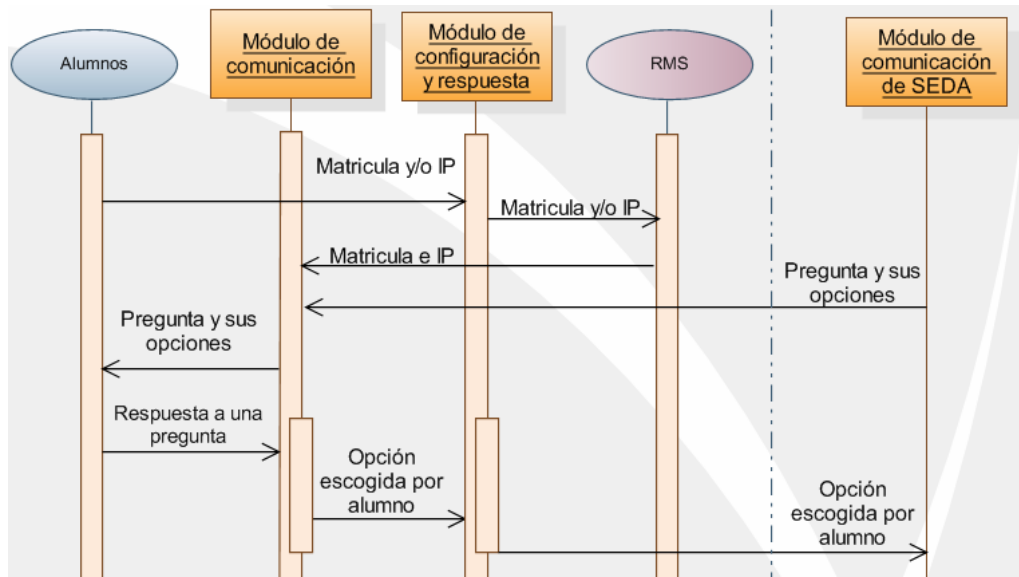 Alumnos
Módulo de
comunicación
Módulo de
configuración
y respuesta
RMS
Módulo de
comunicación
de SEDA
Matricula y/o IP
Matricula y/o IP
Matricula e IP
Pregunta y sus
opciones
Pregunta y sus
opciones
Respuesta a una
pregunta
Opción
escogida por
alumno
Opción
escogida por
alumno